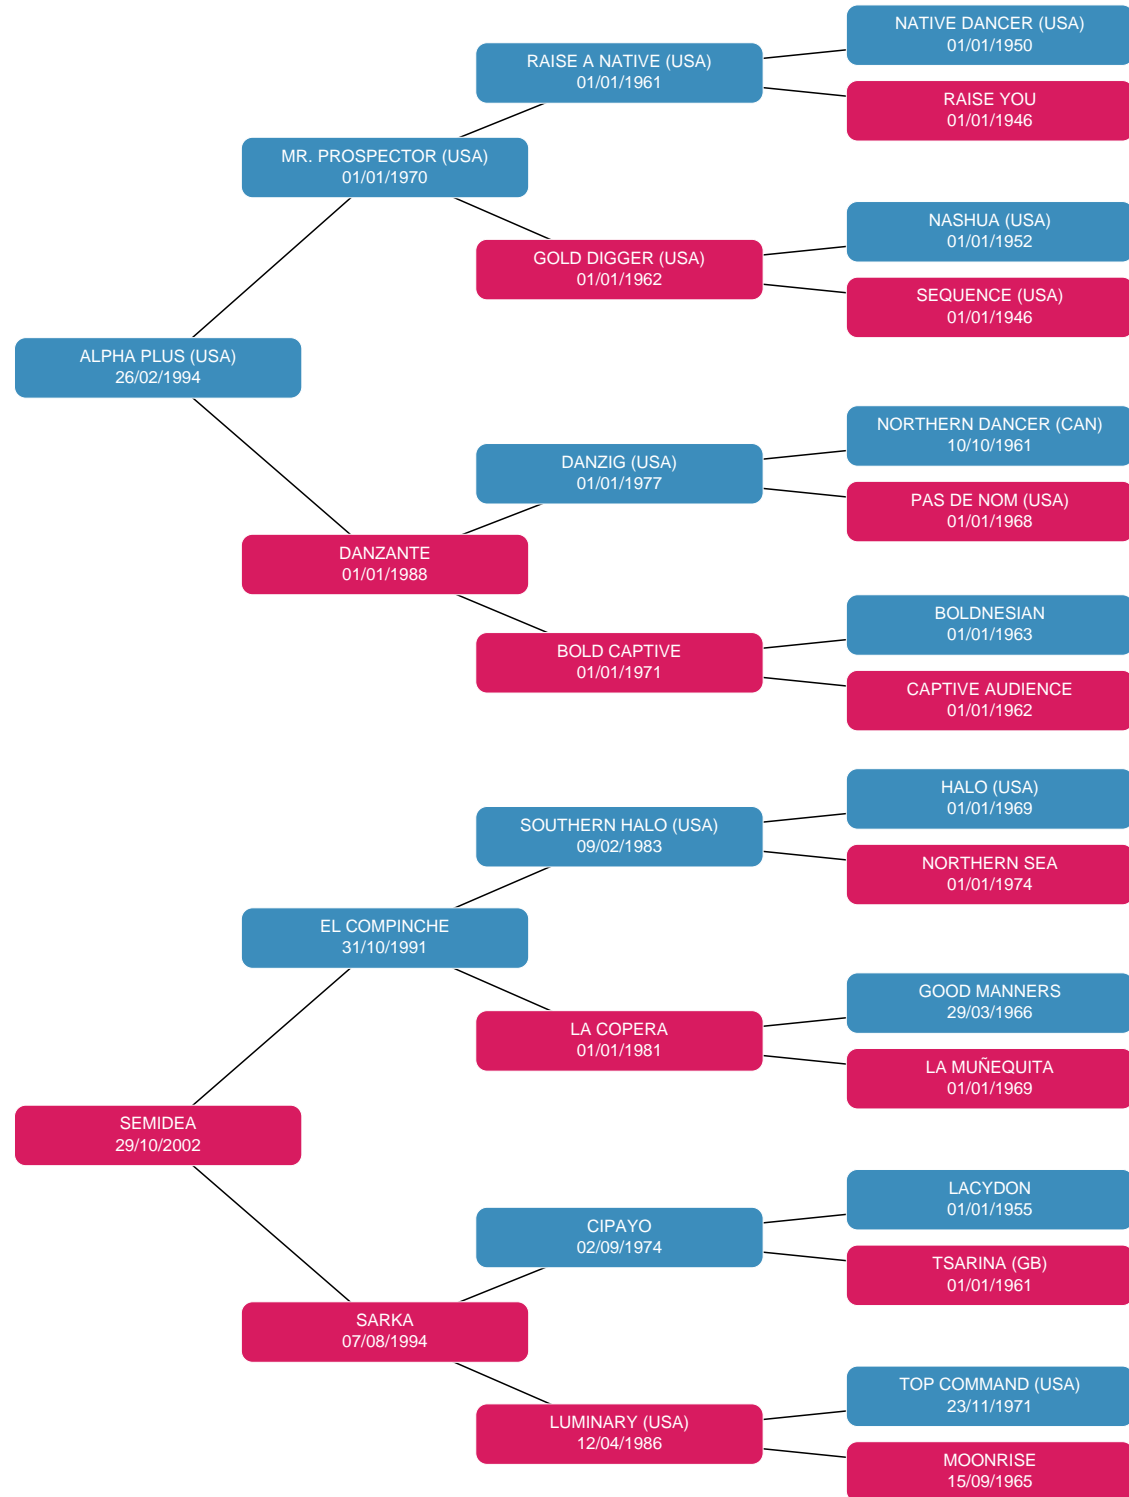 NATIVE DANCER (USA)
01/01/1950
RAISE A NATIVE (USA)
01/01/1961
RAISE YOU
01/01/1946
MR. PROSPECTOR (USA)
01/01/1970
NASHUA (USA)
01/01/1952
GOLD DIGGER (USA)
01/01/1962
SEQUENCE (USA)
01/01/1946
ALPHA PLUS (USA)
26/02/1994
NORTHERN DANCER (CAN)
10/10/1961
DANZIG (USA)
01/01/1977
PAS DE NOM (USA)
01/01/1968
DANZANTE
01/01/1988
BOLDNESIAN
01/01/1963
BOLD CAPTIVE
01/01/1971
CAPTIVE AUDIENCE
01/01/1962
HALO (USA)
01/01/1969
SOUTHERN HALO (USA)
09/02/1983
NORTHERN SEA
01/01/1974
EL COMPINCHE
31/10/1991
GOOD MANNERS
29/03/1966
LA COPERA
01/01/1981
LA MUÑEQUITA
01/01/1969
SEMIDEA
29/10/2002
LACYDON
01/01/1955
CIPAYO
02/09/1974
TSARINA (GB)
01/01/1961
SARKA
07/08/1994
TOP COMMAND (USA)
23/11/1971
LUMINARY (USA)
12/04/1986
MOONRISE
15/09/1965